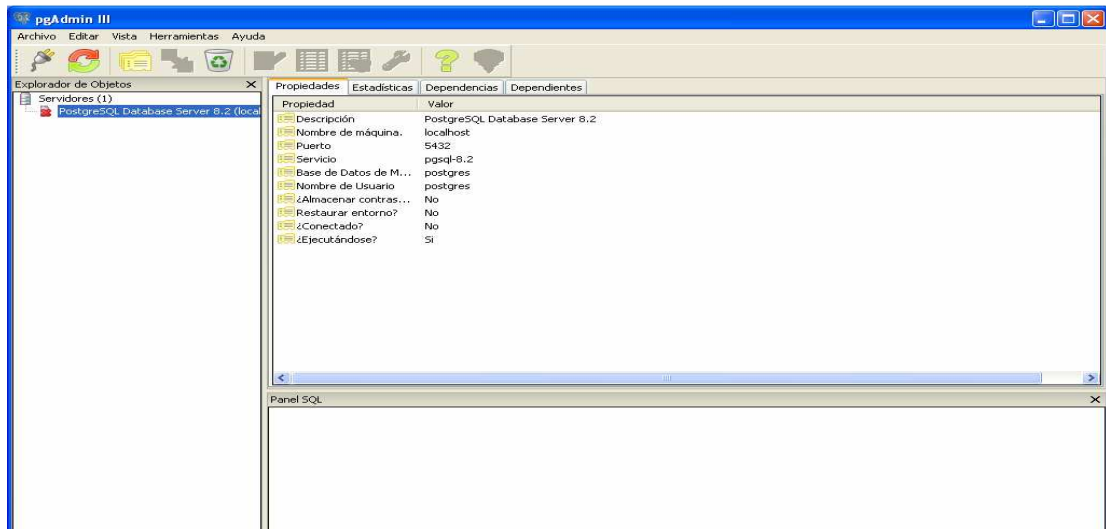 pgAdmin III
Archivo Editar Vista Herramientas Ayuda
Explorador de Objetos
Servidores (1)
PostgreSQL Database Server 8.2 (local
Propiedades Estadísticas Dependencias Dependientes
Propiedad Valor
Descripción PostgreSQL Database Server 8.2
Nombre de máquina. localhost
Puerto 5432
Servicio pgsql-8.2
Base de Datos de M... postgres
Nombre de Usuario postgres
¿Almacenar contras... No
Restaurar entorno? No
¿Conectado? No
¿Ejecutándose? Si
Panel SQL